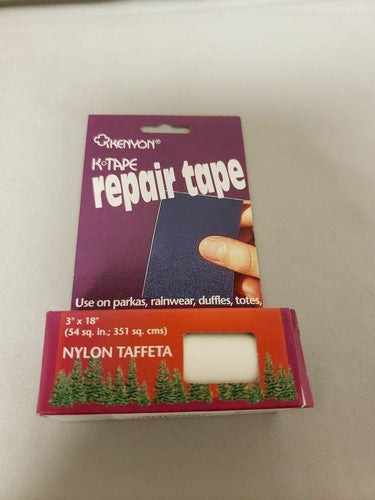 KENYON®
K-TAPE
repair tape
Use on parkas, rainwear, duffles, totes,
3" x 18"
(54 sq. in.; 351 sq. cms)
NYLON TAFFETA